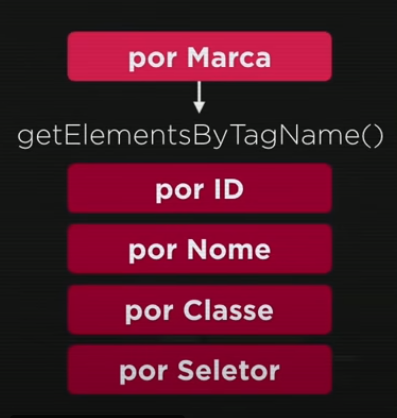 por Marca
getElementsByTagName()
por ID
por Nome
por Classe
por Seletor